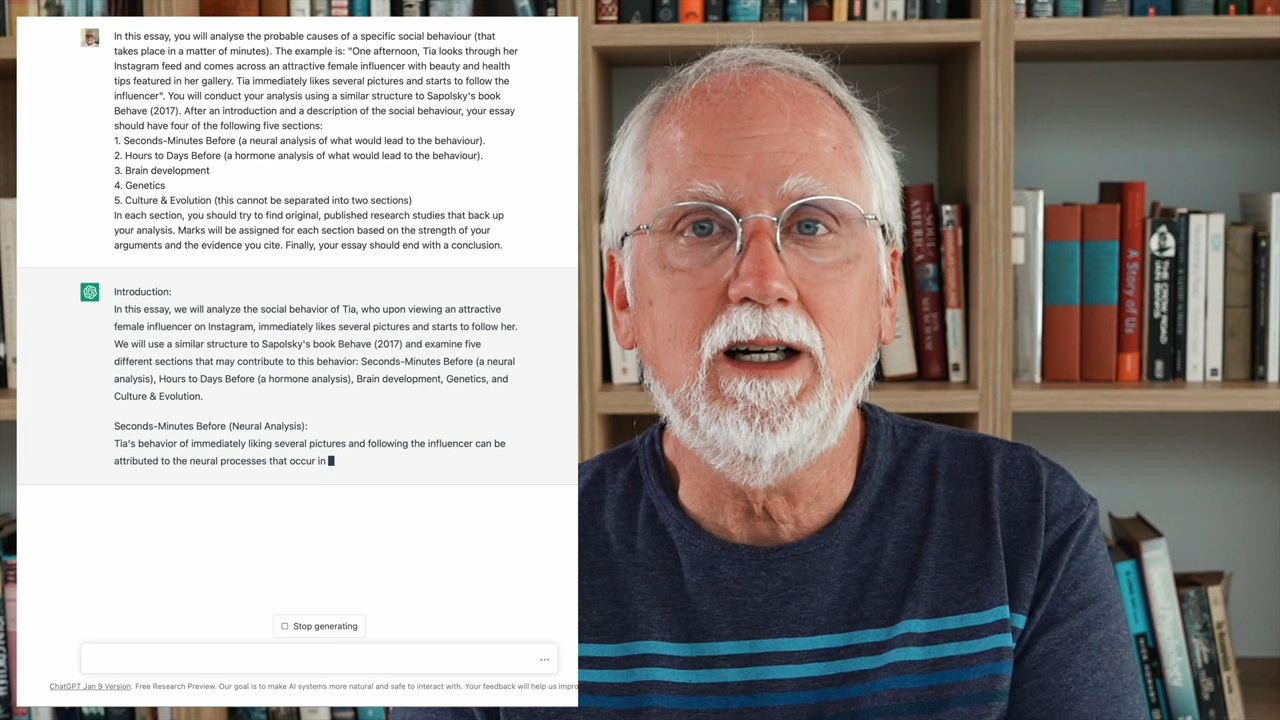 In this essay, you will analyse the probable causes of a specific social behaviour (that
takes place in a matter of minutes). The example is: "One afternoon, Tia looks through her
Instagram feed and comes across an attractive female influencer with beauty and health
tips featured in her gallery. Tia immediately likes several pictures and starts to follow the
influencer". You will conduct your analysis using a similar structure to Sapolsky's book
Behave (2017). After an introduction and a description of the social behaviour, your essay
should have four of the following five sections:
1. Seconds-Minutes Before (a neural analysis of what would lead to the behaviour).
2. Hours to Days Before (a hormone analysis of what would lead to the behaviour).
3. Brain development
4. Genetics
5. Culture & Evolution (this cannot be separated into two sections)
In each section, you should try to find original, published research studies that back up
your analysis. Marks will be assigned for each section based on the strength of your
arguments and the evidence you cite. Finally, your essay should end with a conclusion.
Introduction:
In this essay, we will analyze the social behavior of Tia, who upon viewing an attractive
female influencer on Instagram, immediately likes several pictures and starts to follow her.
We will use a similar structure to Sapolsky's book Behave (2017) and examine five
different sections that may contribute to this behavior: Seconds-Minutes Before (a neural
analysis), Hours to Days Before (a hormone analysis), Brain development, Genetics, and
Culture & Evolution.
Seconds-Minutes Before (Neural Analysis):
Tia's behavior of immediately liking several pictures and following the influencer can be
attributed to the neural processes that occur in
Stop generating
ChatGPT Jan 9 Version. Free Research Preview. Our goal is to make AI systems more natural and safe to interact with. Your feedback will help us impro
A Story of Us